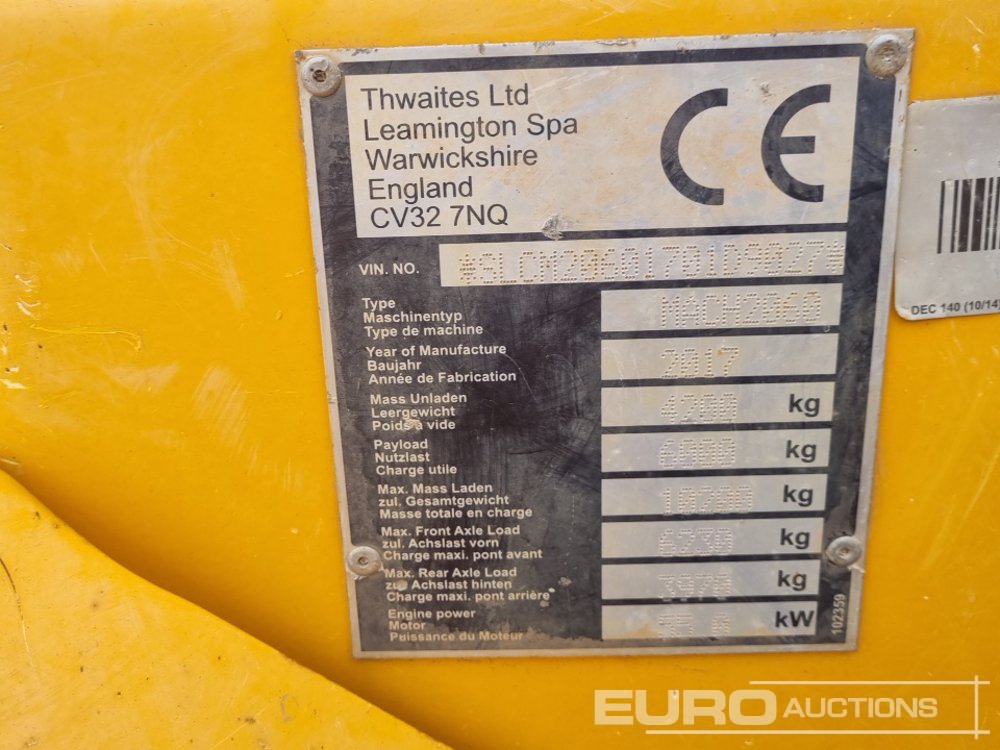 Thwaites Ltd
Leamington Spa
Warwickshire
England
CV32 7NQ
CE
VIN. NO. *SLCM20601701D9027*
Type
Maschinentyp
Type de machine
MACH2060
Year of Manufacture
Baujahr
Année de Fabrication
2017
Mass Unladen
Leergewicht
Poids à vide
4200 kg
Payload
Nutzlast
Charge utile
6000 kg
Max. Mass Laden
zul. Gesamtgewicht
Masse totale en charge
10200 kg
Max. Front Axle Load
zul. Achslast vorn
Charge maxi. pont avant
6230 kg
Max. Rear Axle Load
zul Achslast hinten
Charge maxi. pont arrière
3970 kg
Engine power
Motor
Puissance du Moteur
kW
102359
DEC 140 (10/14)
EURO AUCTIONS